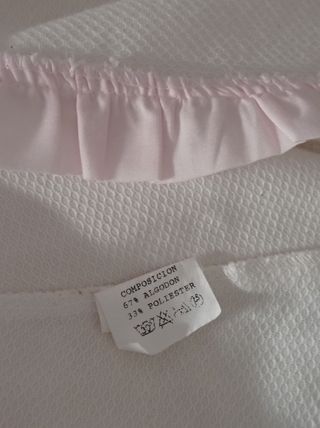 COMPOSICION
67% ALGODON
33% POLIESTER